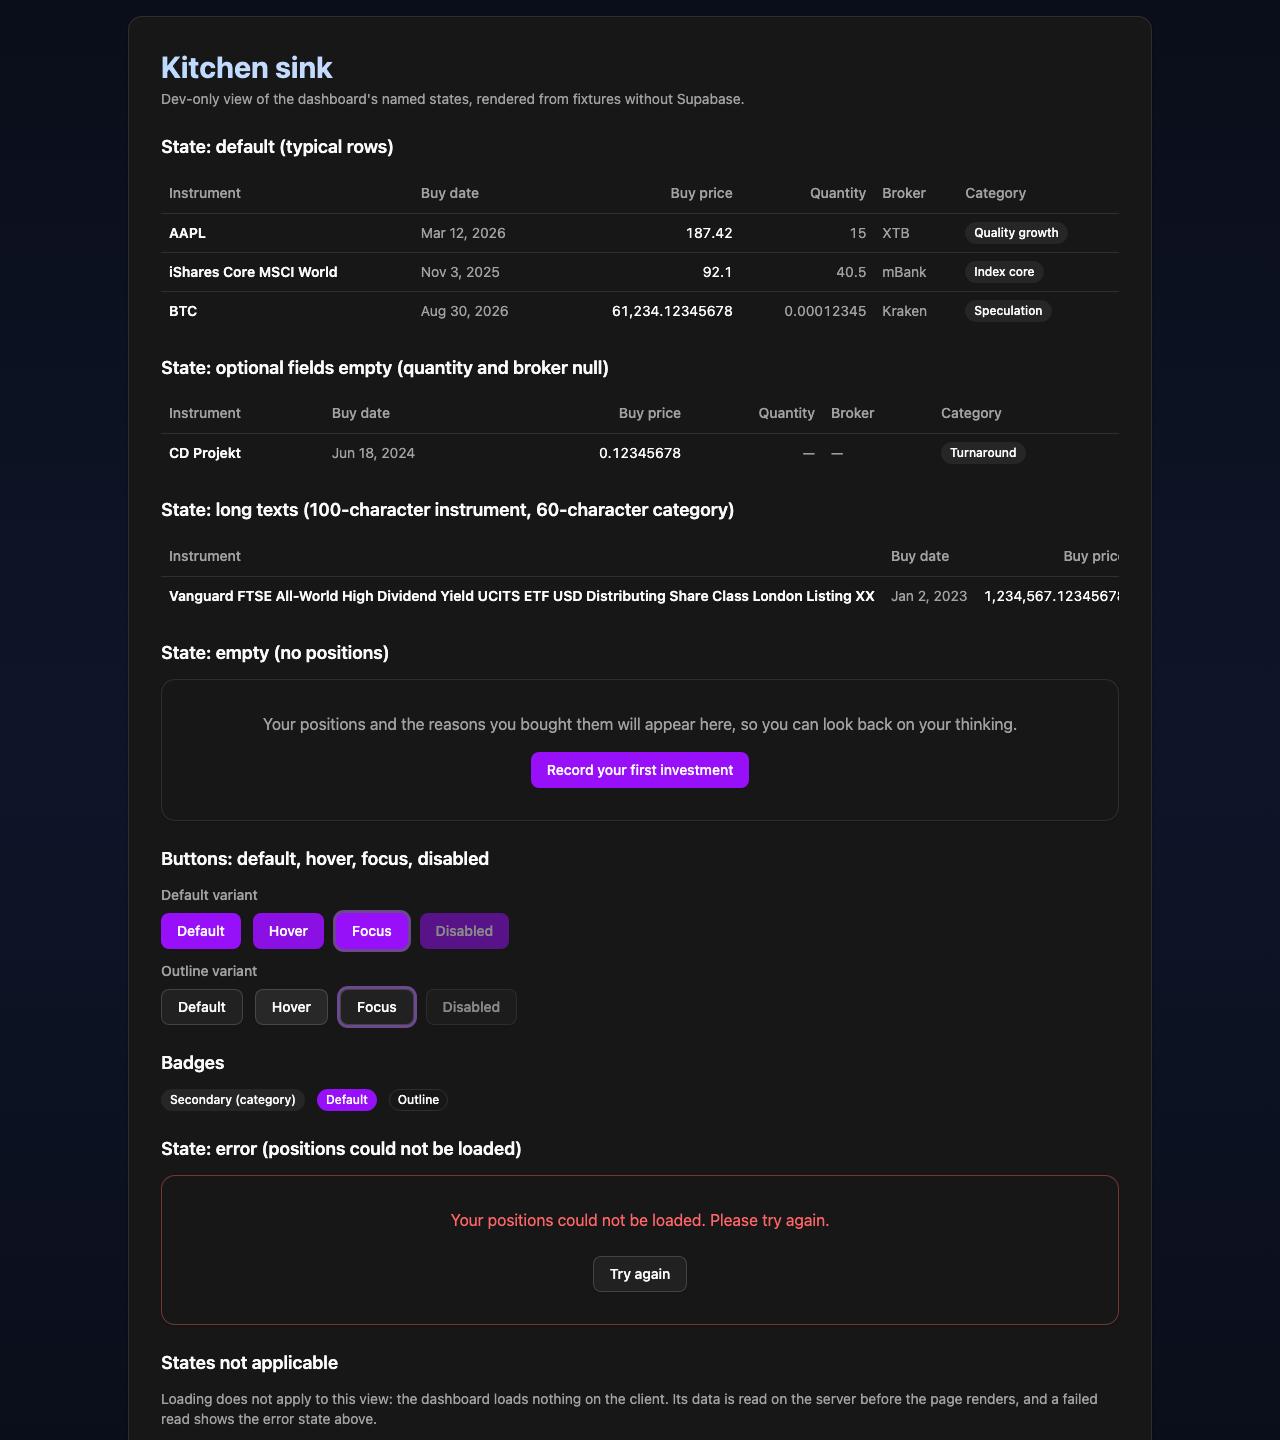 Kitchen sink
Dev-only view of the dashboard's named states, rendered from fixtures without Supabase.
State: default (typical rows)
Instrument Buy date Buy price Quantity Broker Category
AAPL Mar 12, 2026 187.42 15 XTB Quality growth
iShares Core MSCI World Nov 3, 2025 92.1 40.5 mBank Index core
BTC Aug 30, 2026 61,234.12345678 0.00012345 Kraken Speculation
State: optional fields empty (quantity and broker null)
Instrument Buy date Buy price Quantity Broker Category
CD Projekt Jun 18, 2024 0.12345678 — — Turnaround
State: long texts (100-character instrument, 60-character category)
Instrument Buy date Buy price
Vanguard FTSE All-World High Dividend Yield UCITS ETF USD Distributing Share Class London Listing XX Jan 2, 2023 1,234,567.12345678
State: empty (no positions)
Your positions and the reasons you bought them will appear here, so you can look back on your thinking.
Record your first investment
Buttons: default, hover, focus, disabled
Default variant
Default Hover Focus Disabled
Outline variant
Default Hover Focus Disabled
Badges
Secondary (category) Default Outline
State: error (positions could not be loaded)
Your positions could not be loaded. Please try again.
Try again
States not applicable
Loading does not apply to this view: the dashboard loads nothing on the client. Its data is read on the server before the page renders, and a failed
read shows the error state above.